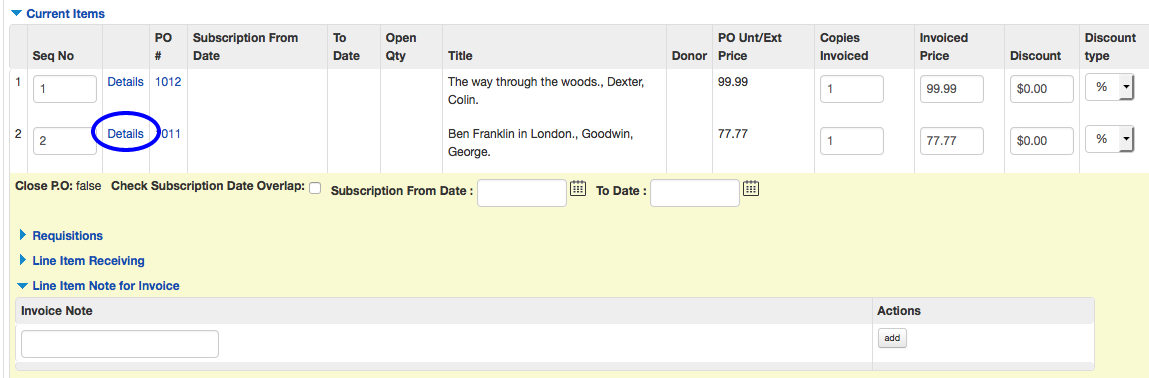 Current Items
Seq No PO # Subscription From Date To Date Open Qty Title Donor PO Unt/Ext Price Copies Invoiced Invoiced Price Discount Discount type
1 1 Details 1012 The way through the woods., Dexter, Colin. 99.99 1 99.99 $0.00 %
2 2 Details 011 Ben Franklin in London., Goodwin, George. 77.77 1 77.77 $0.00 %
Close P.O: false Check Subscription Date Overlap: Subscription From Date : To Date :
Requisitions
Line Item Receiving
Line Item Note for Invoice
Invoice Note Actions
add